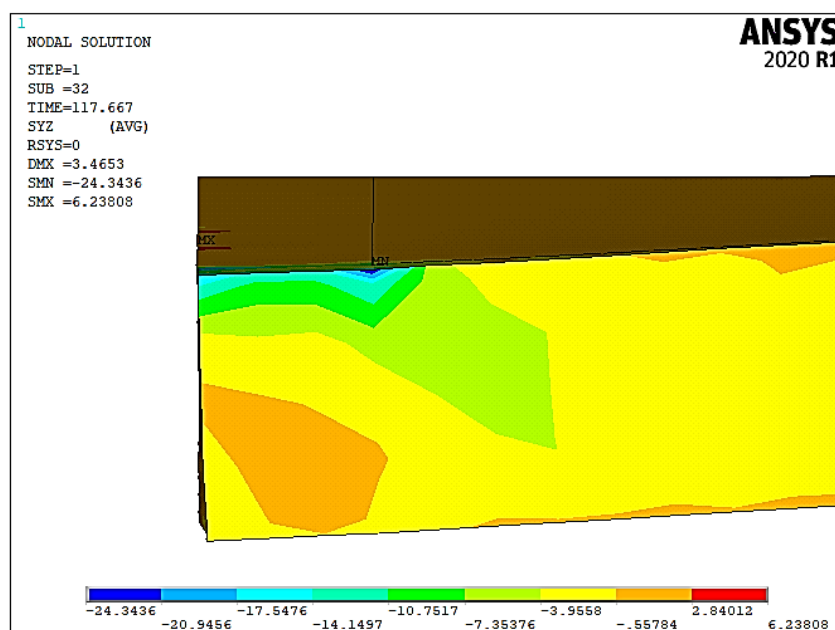 1
NODAL SOLUTION
STEP=1
SUB =32
TIME=117.667
SYZ (AVG)
RSYS=0
DMX =3.4653
SMN =-24.3436
SMX =6.23808
ANSYS
2020 R1
MX
MN
-24.3436 -17.5476 -10.7517 -3.9558 2.84012
-20.9456 -14.1497 -7.35376 -.55784 6.23808